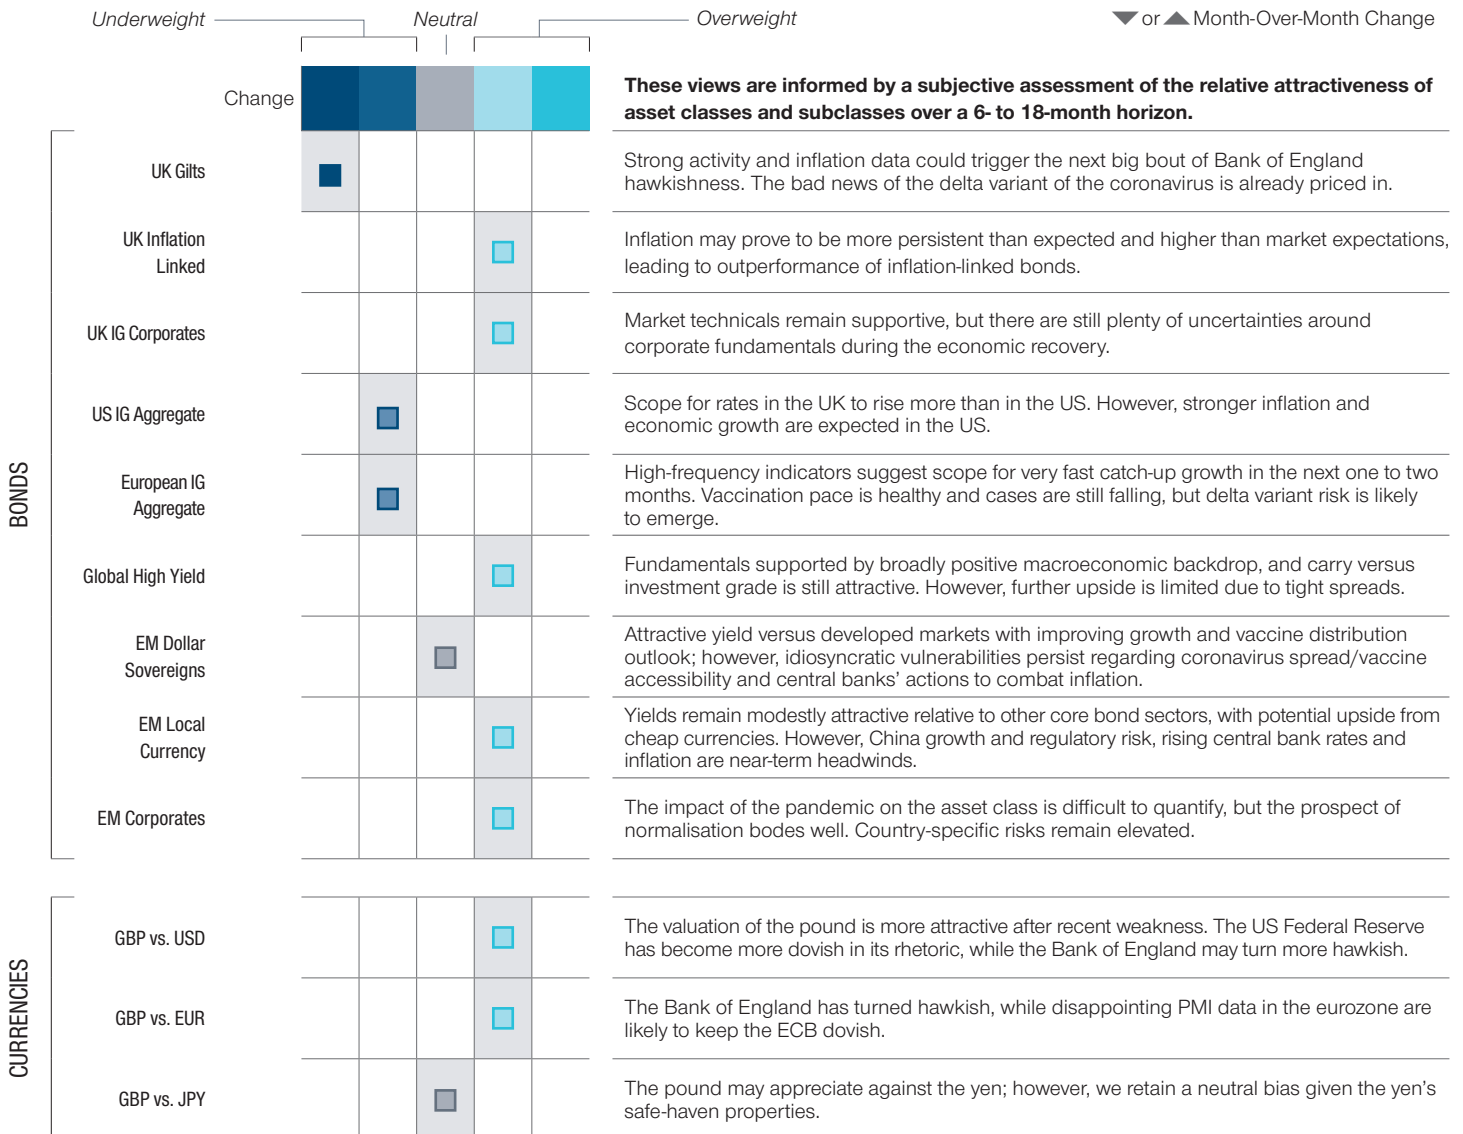 Underweight
Neutral
Overweight
or Month-Over-Month Change
Change
These views are informed by a subjective assessment of the relative attractiveness of
asset classes and subclasses over a 6- to 18-month horizon.
BONDS
UK Gilts
Strong activity and inflation data could trigger the next big bout of Bank of England
hawkishness. The bad news of the delta variant of the coronavirus is already priced in.
UK Inflation
Linked
Inflation may prove to be more persistent than expected and higher than market expectations,
leading to outperformance of inflation-linked bonds.
UK IG Corporates
Market technicals remain supportive, but there are still plenty of uncertainties around
corporate fundamentals during the economic recovery.
US IG Aggregate
Scope for rates in the UK to rise more than in the US. However, stronger inflation and
economic growth are expected in the US.
European IG
Aggregate
High-frequency indicators suggest scope for very fast catch-up growth in the next one to two
months. Vaccination pace is healthy and cases are still falling, but delta variant risk is likely
to emerge.
Global High Yield
Fundamentals supported by broadly positive macroeconomic backdrop, and carry versus
investment grade is still attractive. However, further upside is limited due to tight spreads.
EM Dollar
Sovereigns
Attractive yield versus developed markets with improving growth and vaccine distribution
outlook; however, idiosyncratic vulnerabilities persist regarding coronavirus spread/vaccine
accessibility and central banks' actions to combat inflation.
EM Local
Currency
Yields remain modestly attractive relative to other core bond sectors, with potential upside from
cheap currencies. However, China growth and regulatory risk, rising central bank rates and
inflation are near-term headwinds.
EM Corporates
The impact of the pandemic on the asset class is difficult to quantify, but the prospect of
normalisation bodes well. Country-specific risks remain elevated.
CURRENCIES
GBP vs. USD
The valuation of the pound is more attractive after recent weakness. The US Federal Reserve
has become more dovish in its rhetoric, while the Bank of England may turn more hawkish.
GBP vs. EUR
The Bank of England has turned hawkish, while disappointing PMI data in the eurozone are
likely to keep the ECB dovish.
GBP vs. JPY
The pound may appreciate against the yen; however, we retain a neutral bias given the yen's
safe-haven properties.